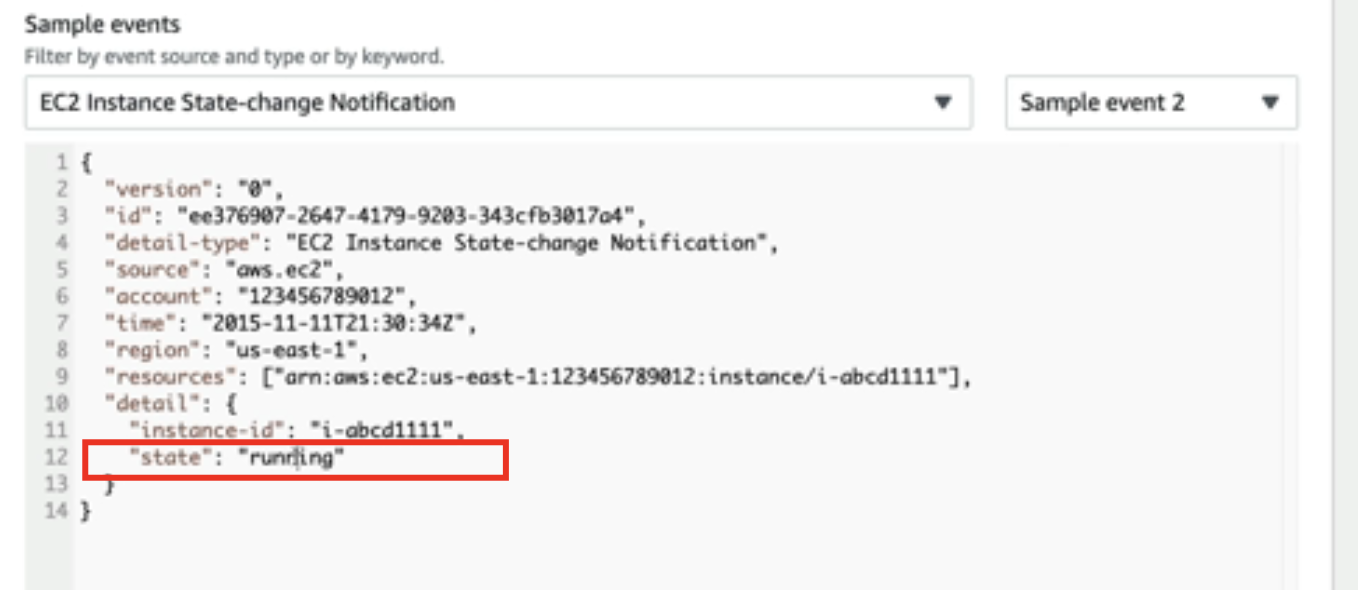 Sample events
Filter by event source and type or by keyword.
EC2 Instance State-change Notification
Sample event 2
1 {
2 "version": "0",
3 "id": "ee376907-2647-4179-9203-343cfb3017a4",
4 "detail-type": "EC2 Instance State-change Notification",
5 "source": "aws.ec2",
6 "account": "123456789012",
7 "time": "2015-11-11T21:30:34Z",
8 "region": "us-east-1",
9 "resources": ["arn:aws:ec2:us-east-1:123456789012:instance/i-abcd1111"],
10 "detail": {
11 "instance-id": "i-abcd1111",
12 "state": "running"
13 }
14 }